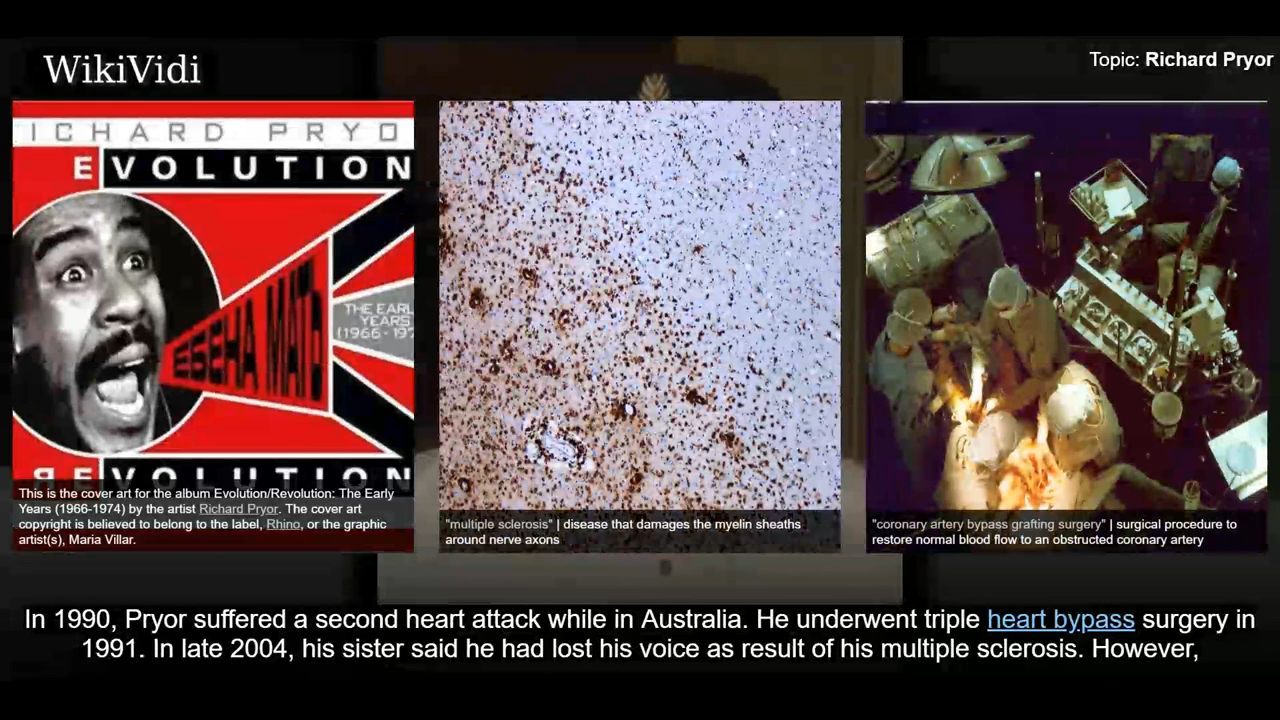 WikiVidi
Topic: Richard Pryor
ICHARD PRYO
EVOLUTION
ЕБЕНА МАТЬ
THE EARL
YEARS
(1966-197
ЯEVOLUTION
This is the cover art for the album Evolution/Revolution: The Early
Years (1966-1974) by the artist Richard Pryor. The cover art
copyright is believed to belong to the label, Rhino, or the graphic
artist(s), Maria Villar.
"multiple sclerosis" | disease that damages the myelin sheaths
around nerve axons
"coronary artery bypass grafting surgery" | surgical procedure to
restore normal blood flow to an obstructed coronary artery
In 1990, Pryor suffered a second heart attack while in Australia. He underwent triple heart bypass surgery in
1991. In late 2004, his sister said he had lost his voice as result of his multiple sclerosis. However,